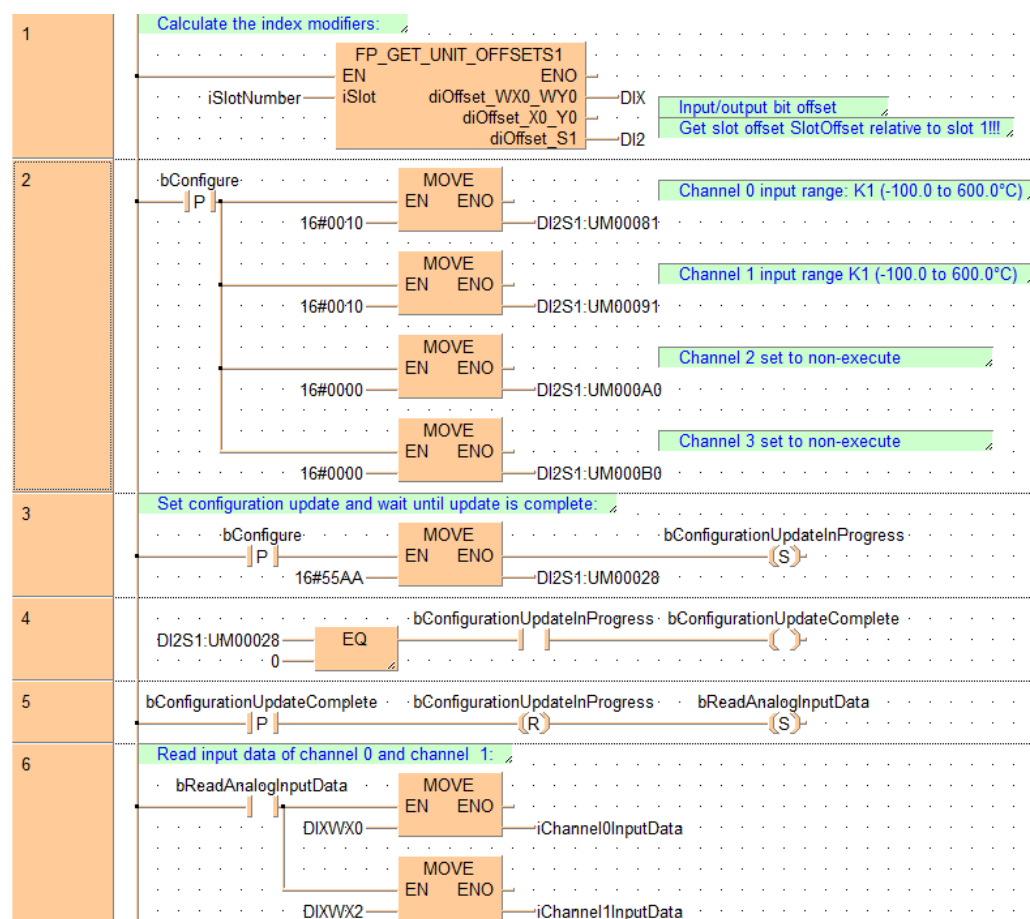 1
Calculate the index modifiers:
FP_GET_UNIT_OFFSETS1
EN ENO
iSlotNumber iSlot diOffset_WX0_WY0 DIX
Input/output bit offset
diOffset_X0_Y0
Get slot offset SlotOffset relative to slot 1!!!
diOffset_S1 DI2
2
bConfigure MOVE
Channel 0 input range: K1 (-100.0 to 600.0°C)
P EN ENO
16#0010 DI2S1:UM00081
MOVE
Channel 1 input range K1 (-100.0 to 600.0°C)
EN ENO
16#0010 DI2S1:UM00091
MOVE
Channel 2 set to non-execute
EN ENO
16#0000 DI2S1:UM000A0
MOVE
Channel 3 set to non-execute
EN ENO
16#0000 DI2S1:UM000B0
3
Set configuration update and wait until update is complete:
bConfigure MOVE bConfigurationUpdateInProgress
P EN ENO S
16#55AA DI2S1:UM00028
4
bConfigurationUpdateInProgress bConfigurationUpdateComplete
DI2S1:UM00028 EQ
0
5
bConfigurationUpdateComplete bConfigurationUpdateInProgress bReadAnalogInputData
P R S
6
Read input data of channel 0 and channel 1:
bReadAnalogInputData MOVE
EN ENO
DIXWX0 iChannel0InputData
MOVE
EN ENO
DIXWX2 iChannel1InputData